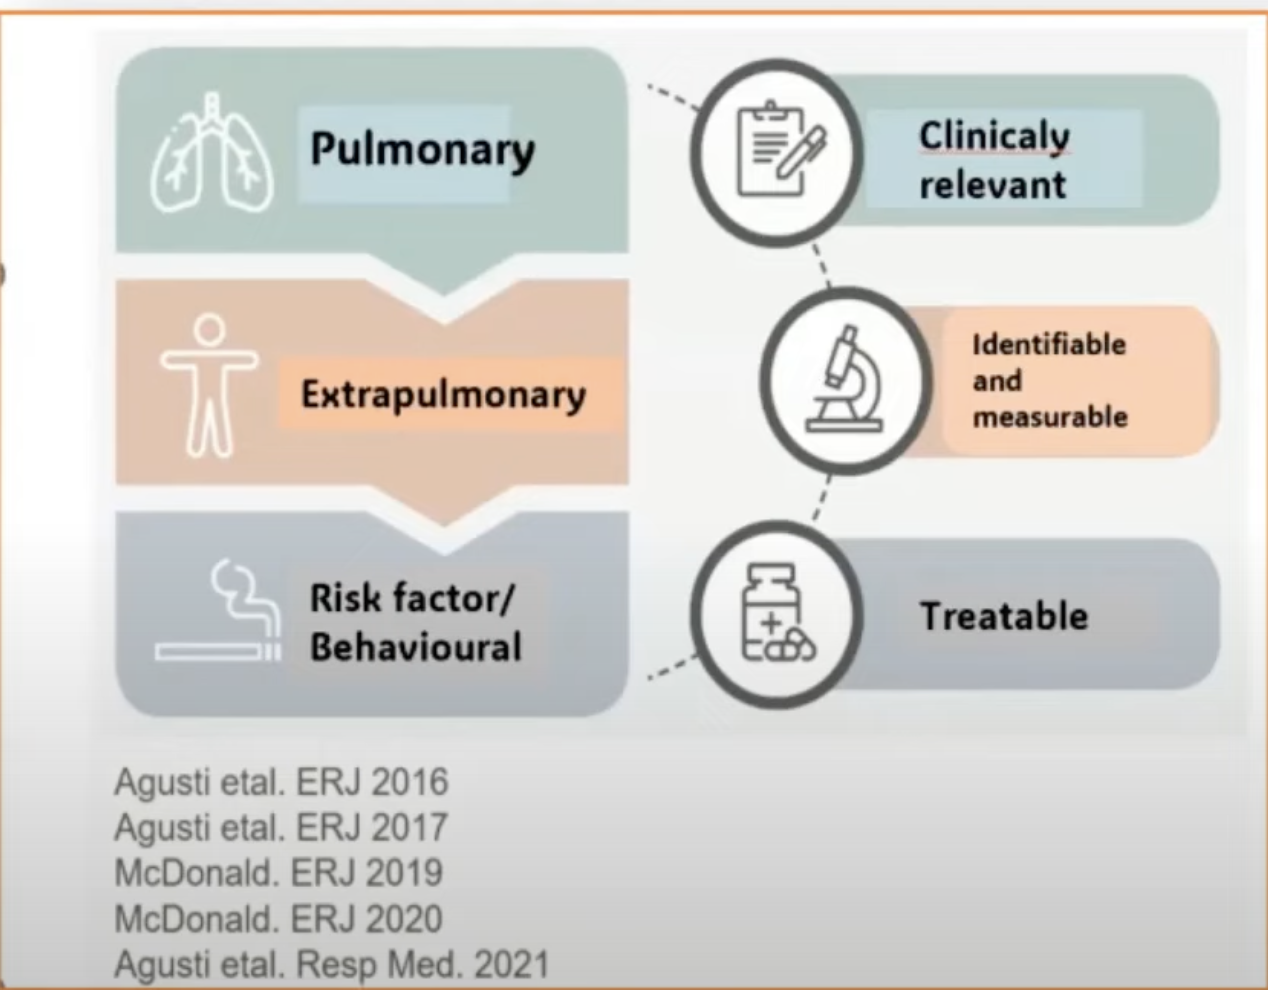 Pulmonary
Extrapulmonary
Risk factor/
Behavioural
Clinicaly
relevant
Identifiable
and
measurable
Treatable
Agusti etal. ERJ 2016
Agusti etal. ERJ 2017
McDonald. ERJ 2019
McDonald. ERJ 2020
Agusti etal. Resp Med. 2021